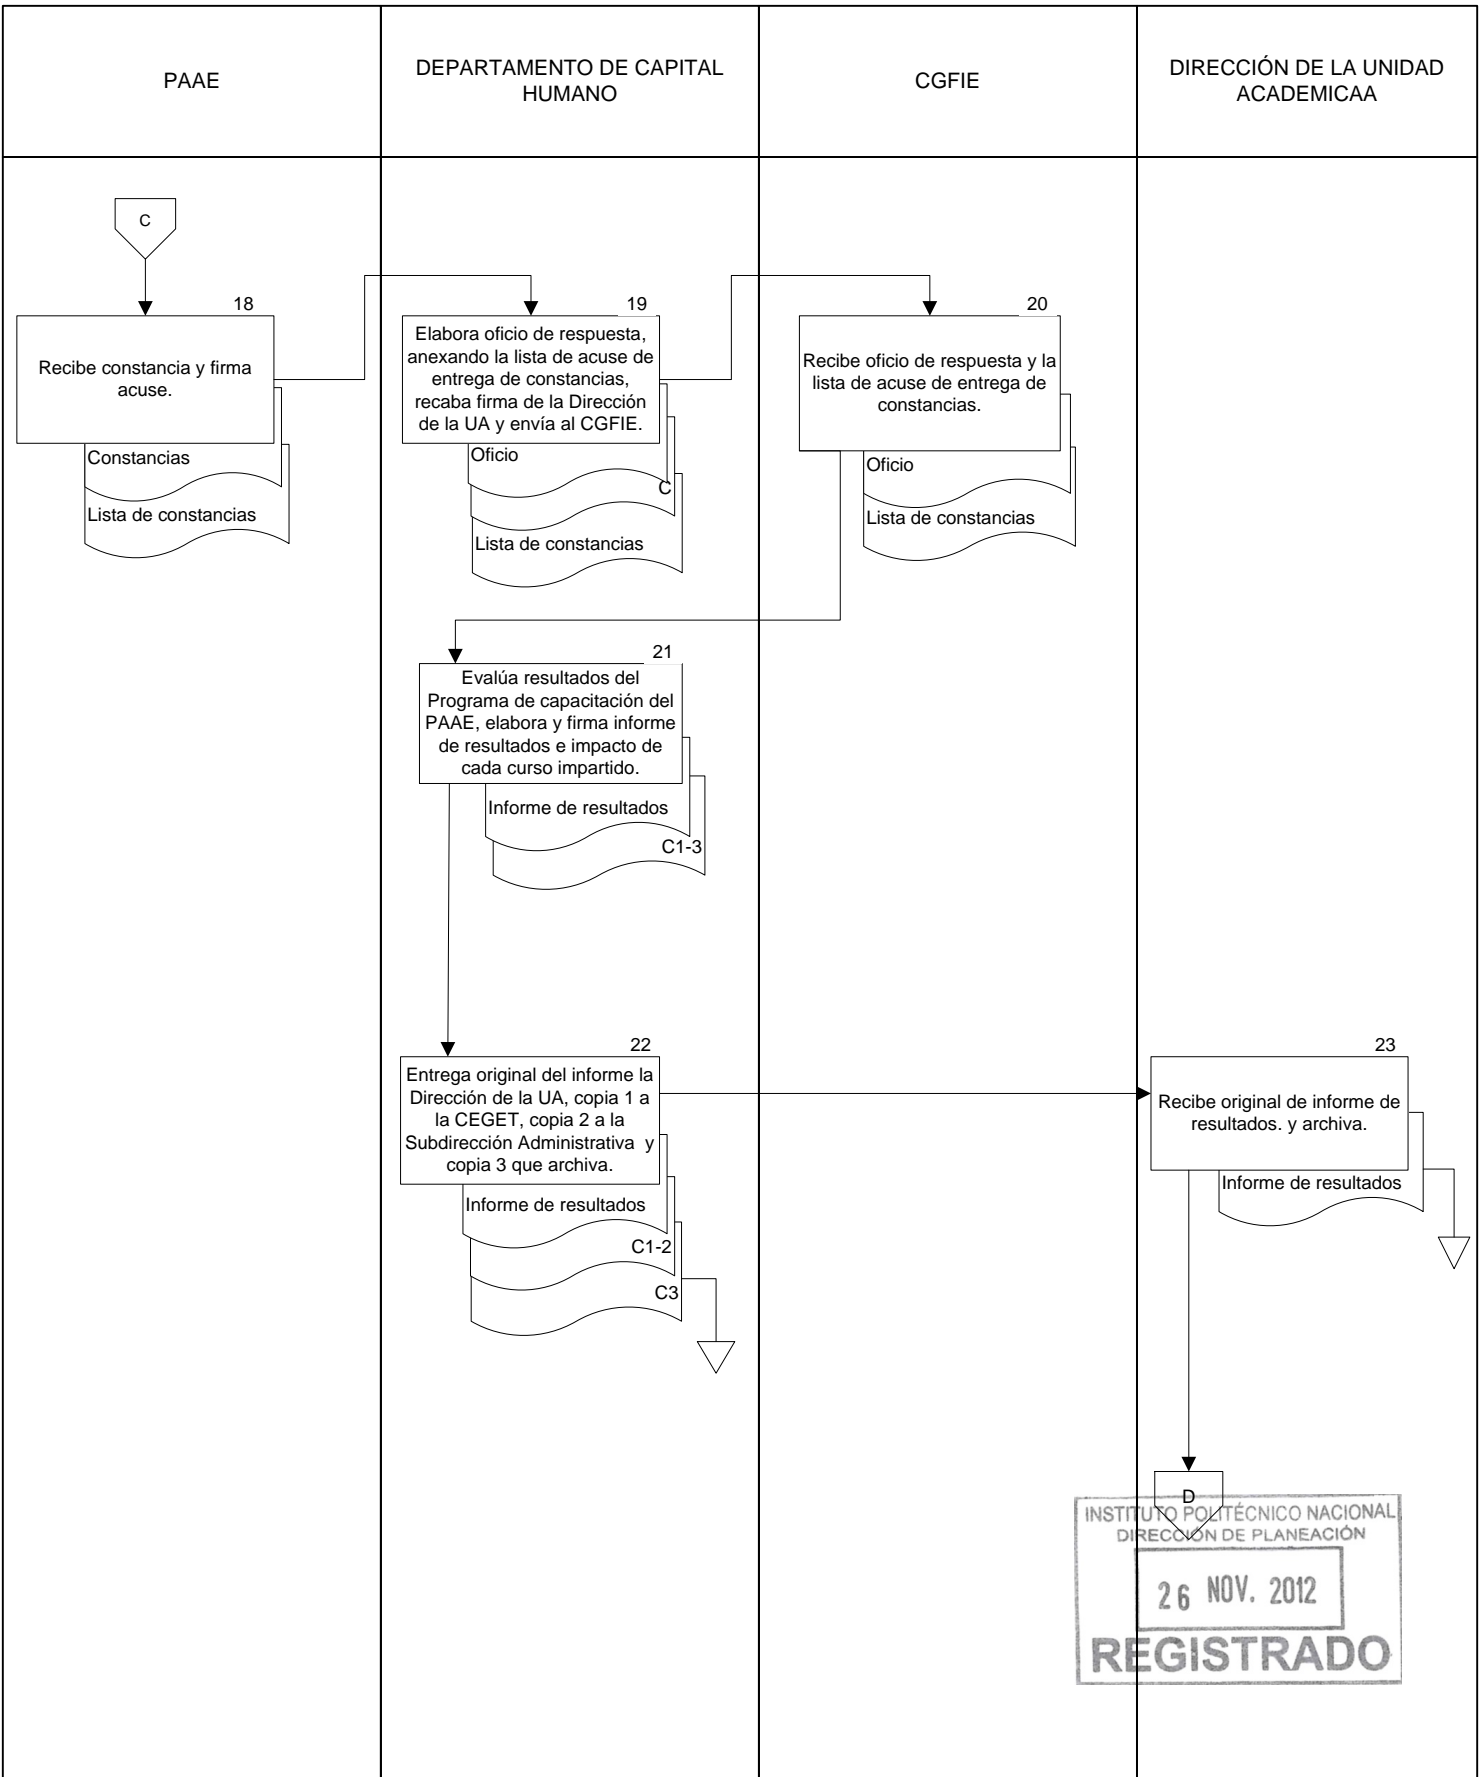 PAAE
DEPARTAMENTO DE CAPITAL
HUMANO
CGFIE
DIRECCIÓN DE LA UNIDAD
ACADEMICAA
C
18
Recibe constancia y firma
acuse.
Constancias
Lista de constancias
19
Elabora oficio de respuesta,
anexando la lista de acuse de
entrega de constancias,
recaba firma de la Dirección
de la UA y envía al CGFIE.
Oficio
C
Lista de constancias
20
Recibe oficio de respuesta y la
lista de acuse de entrega de
constancias.
Oficio
Lista de constancias
21
Evalúa resultados del
Programa de capacitación del
PAAE, elabora y firma informe
de resultados e impacto de
cada curso impartido.
Informe de resultados
C1-3
22
Entrega original del informe la
Dirección de la UA, copia 1 a
la CEGET, copia 2 a la
Subdirección Administrativa y
copia 3 que archiva.
Informe de resultados
C1-2
C3
23
Recibe original de informe de
resultados. y archiva.
Informe de resultados
D
INSTITUTO POLITÉCNICO NACIONAL
DIRECCIÓN DE PLANEACIÓN
26 NOV. 2012
REGISTRADO